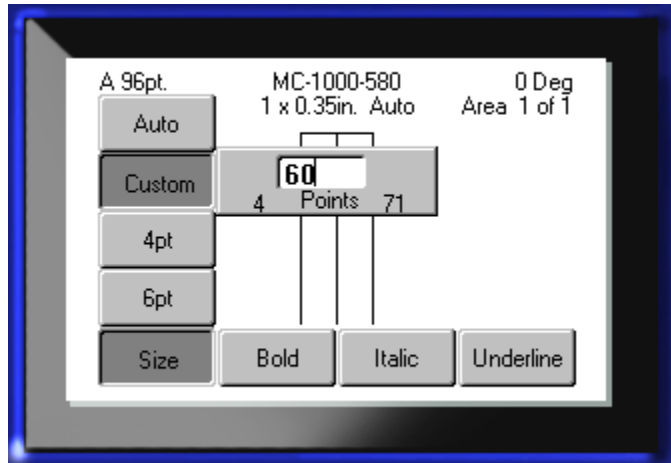 A 96pt. MC-1000-580 0 Deg
1 x 0.35in. Auto Area 1 of 1
Auto
Custom
60
4 Points 71
4pt
6pt
Size Bold Italic Underline